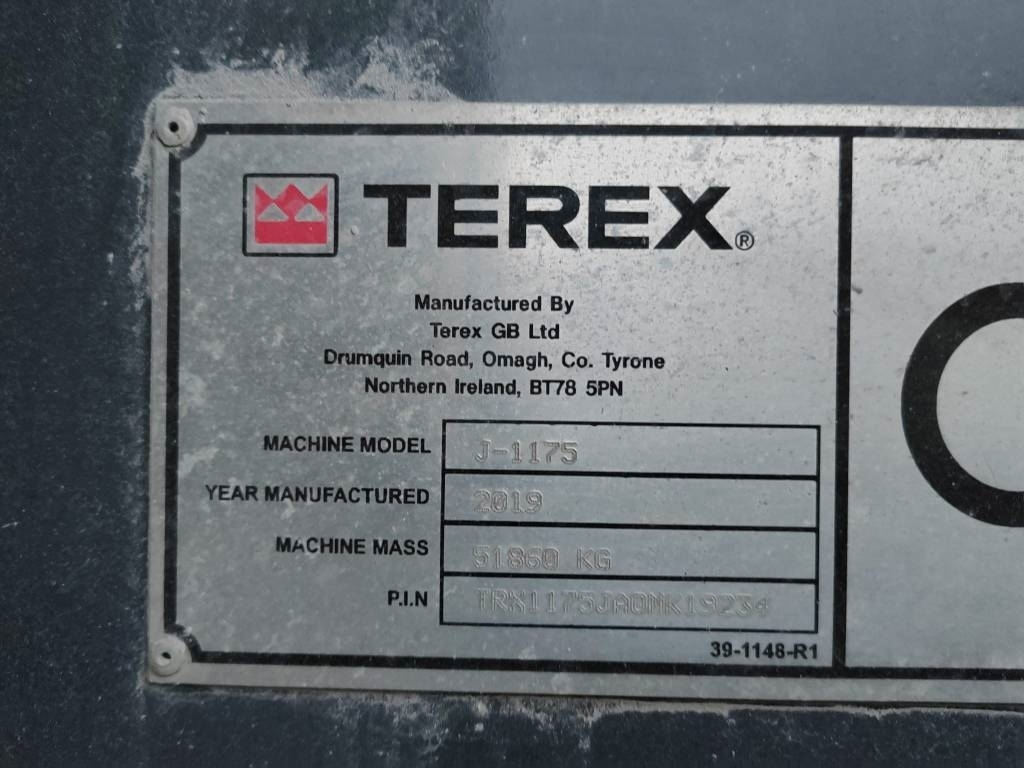 TEREX®
Manufactured By
Terex GB Ltd
Drumquin Road, Omagh, Co. Tyrone
Northern Ireland, BT78 5PN
MACHINE MODEL J-1175
YEAR MANUFACTURED 2019
MACHINE MASS 51860 KG
P.I.N
39-1148-R1